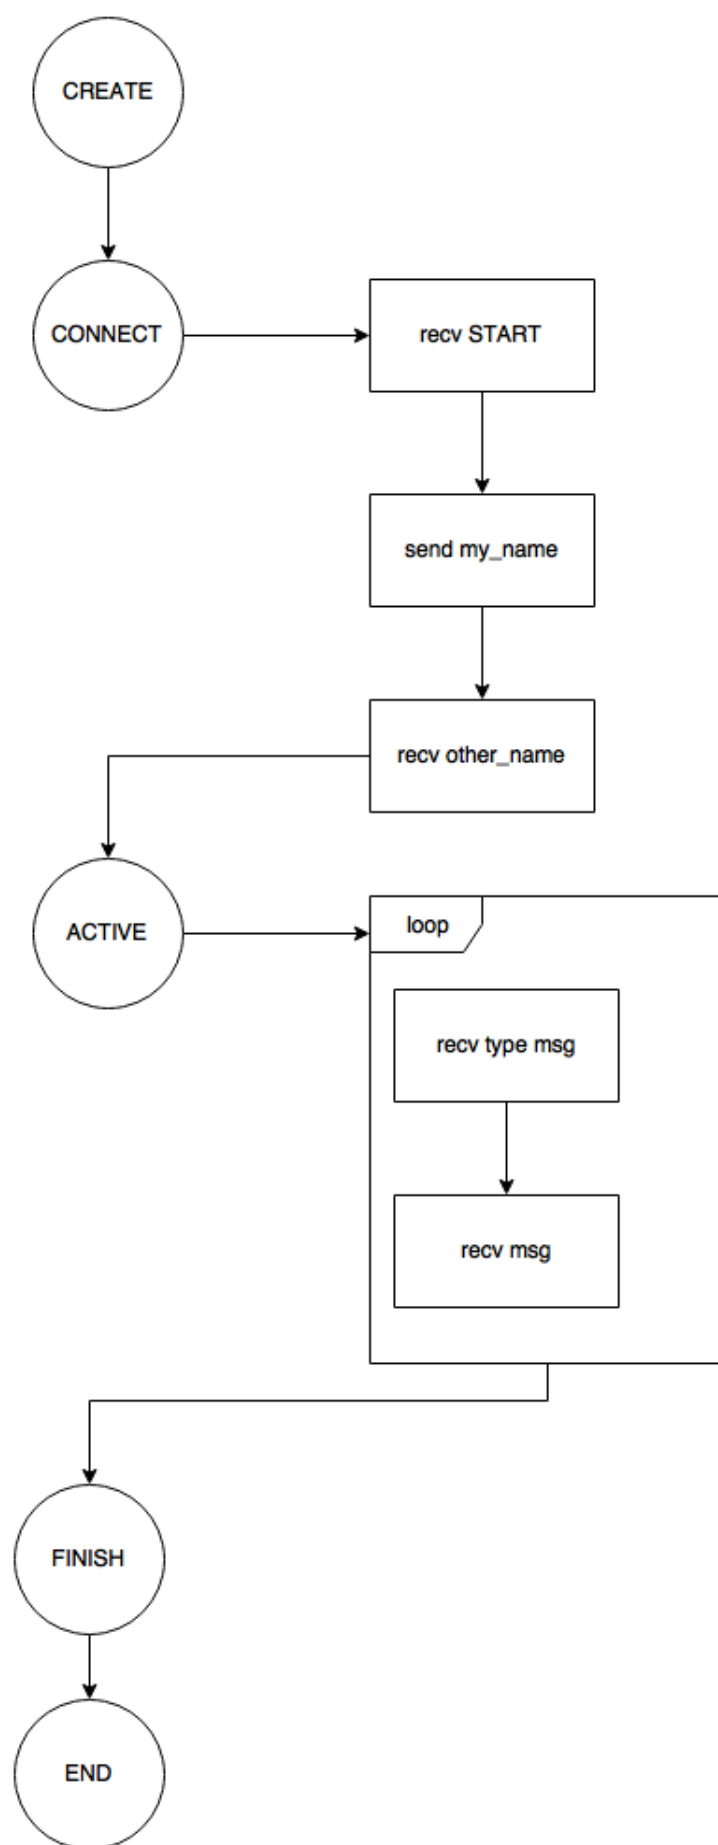 CREATE
CONNECT
recv START
send my_name
recv other_name
ACTIVE
loop
recv type msg
recv msg
FINISH
END